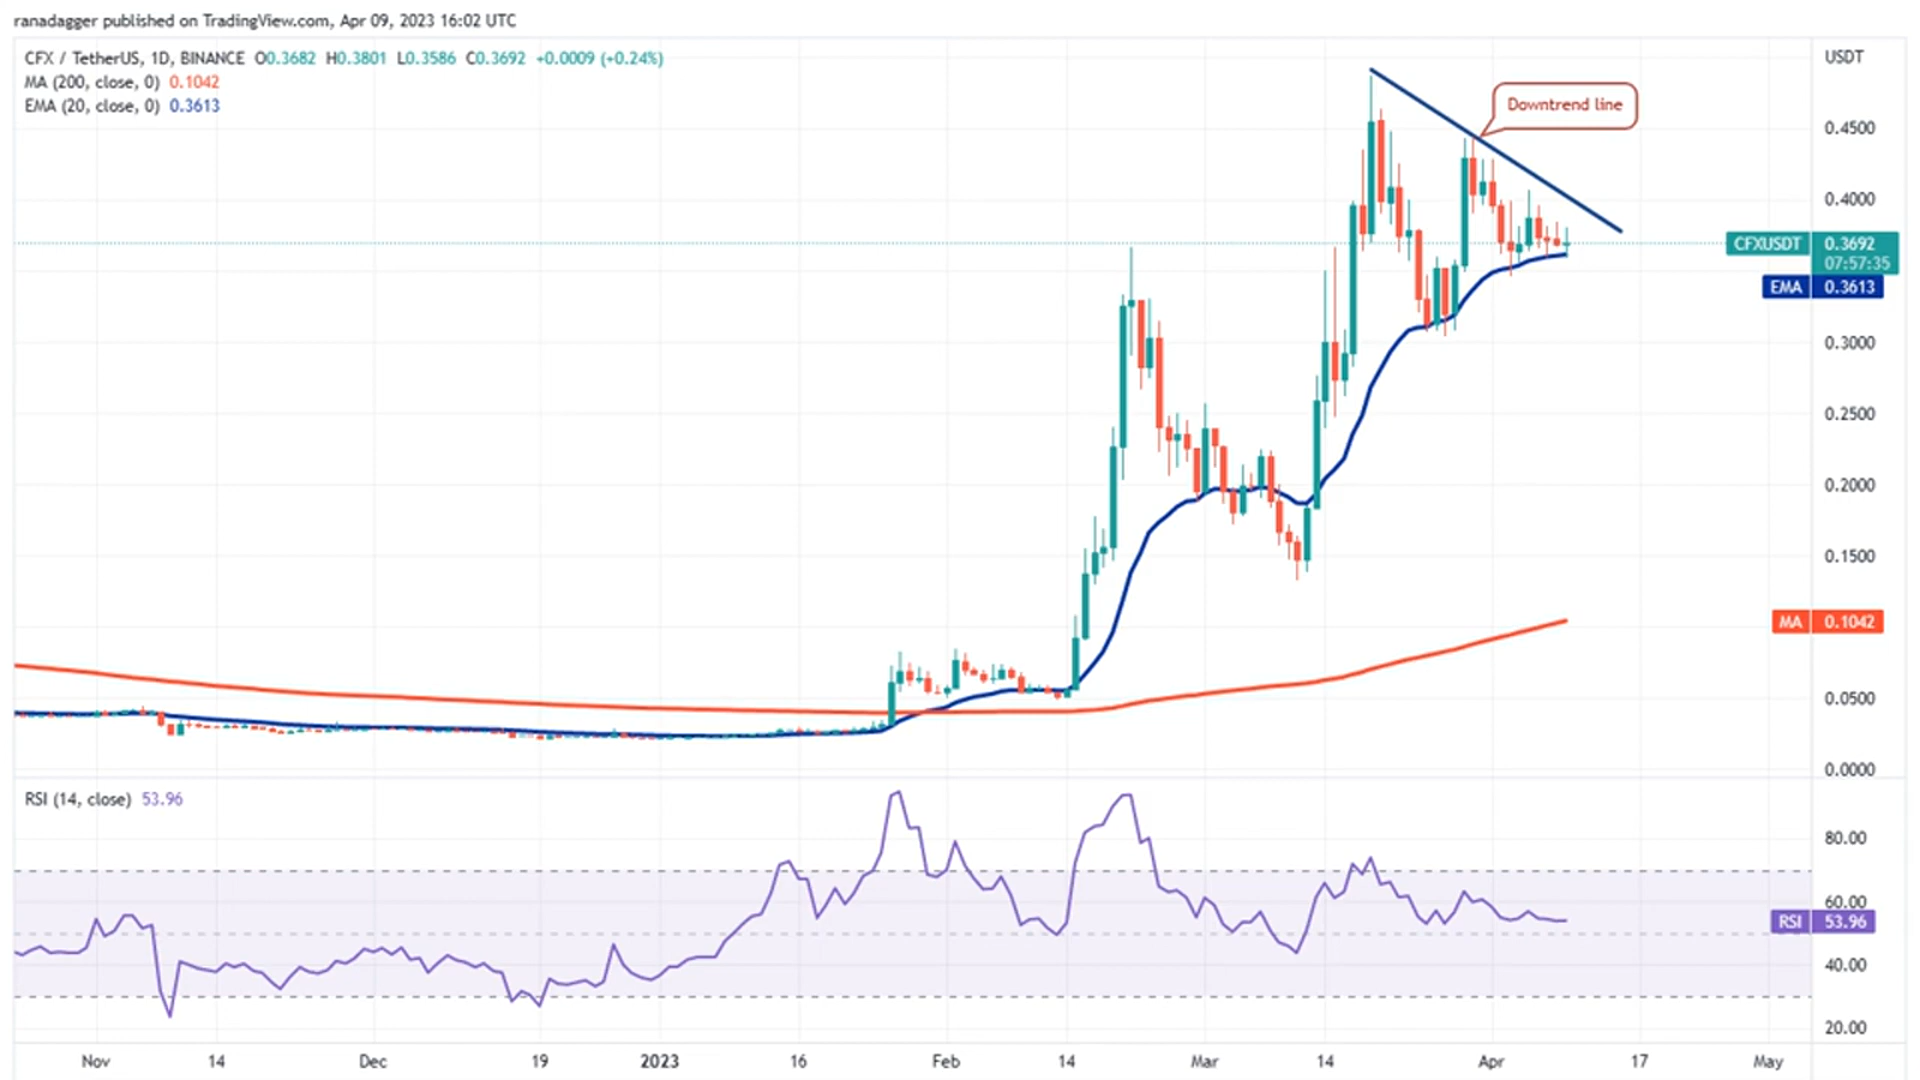 ranadagger published on TradingView.com, Apr 09, 2023 16:02 UTC
CFX / TetherUS, 1D, BINANCE O0.3682 H0.3801 L0.3586 C0.3692 +0.0009 (+0.24%)
MA (200, close, 0) 0.1042
EMA (20, close, 0) 0.3613
USDT
Downtrend line
0.4500
0.4000
CFXUSDT 0.3692
07:57:35
EMA 0.3613
0.3000
0.2500
0.2000
0.1500
MA 0.1042
0.0500
0.0000
RSI (14, close) 53.96
80.00
60.00
RSI 53.96
40.00
20.00
Nov 14 Dec 19 2023 16 Feb 14 Mar 14 Apr 17 May